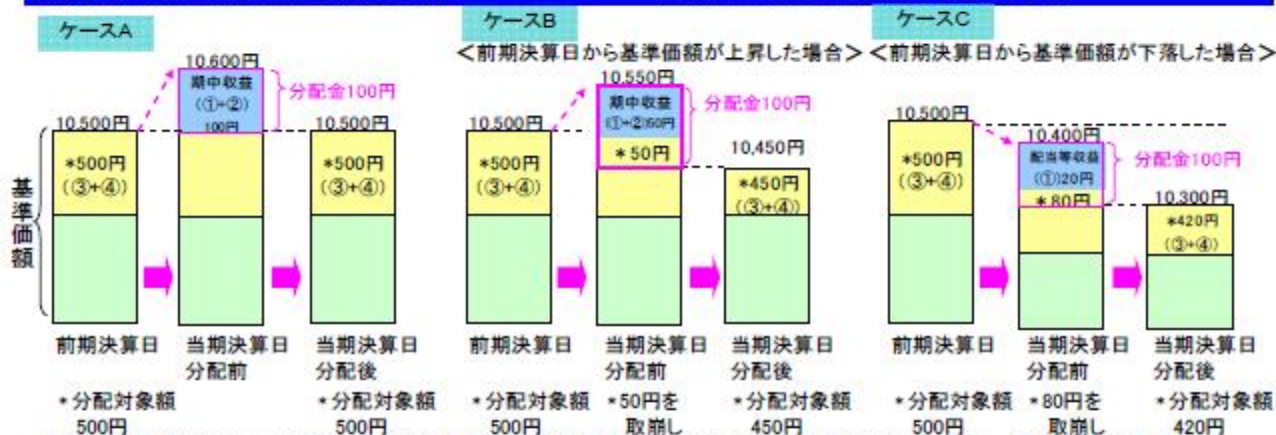 ケースA
10,600円
期中収益
(①+②)
100円
分配金100円
10,500円
*500円
(③+④)
10,500円
*500円
(③+④)
基準価額
前期決算日
当期決算日
分配前
当期決算日
分配後
*分配対象額
500円
*分配対象額
500円
ケースB
<前期決算日から基準価額が上昇した場合>
10,550円
期中収益
(①+②)50円
*50円
分配金100円
10,500円
*500円
(③+④)
10,450円
*450円
(③+④)
前期決算日
当期決算日
分配前
当期決算日
分配後
*分配対象額
500円
*50円を
取崩し
*分配対象額
450円
ケースC
<前期決算日から基準価額が下落した場合>
10,500円
*500円
(③+④)
10,400円
配当等収益
(①)20円
*80円
分配金100円
10,300円
*420円
(③+④)
前期決算日
当期決算日
分配前
当期決算日
分配後
*分配対象額
500円
*80円を
取崩し
*分配対象額
420円